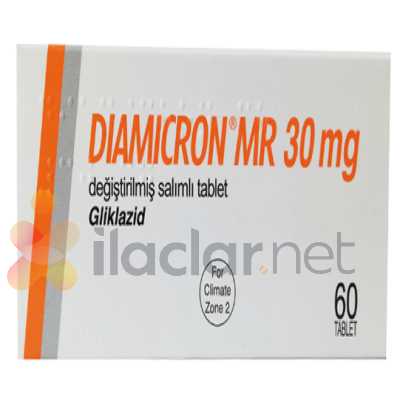 DIAMICRON® MR 30 mg
değiştirilmiş salımlı tablet
Gliklazid
ilaclar.net
For
Climate
Zone 2
60
TABLET